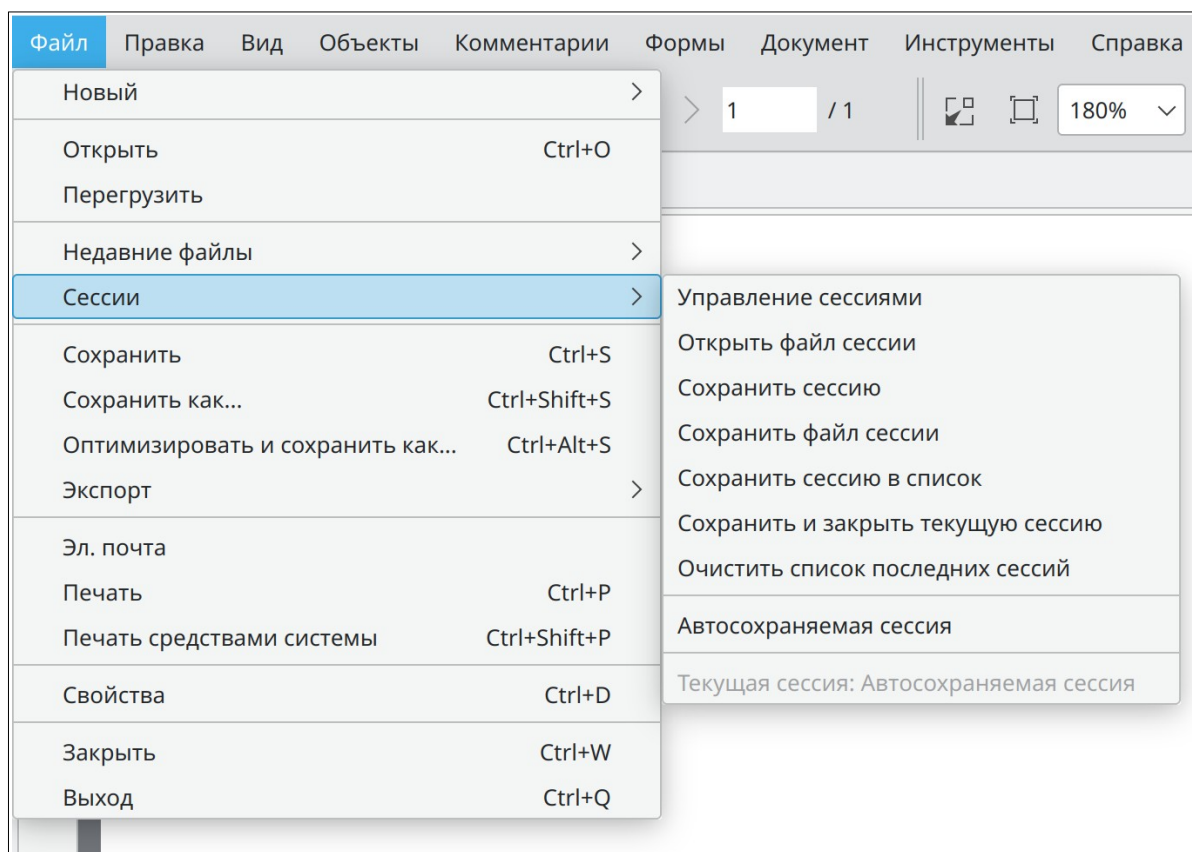 Файл Правка Вид Объекты Комментарии Формы Документ Инструменты Справка
1 / 1 180%
Новый
Открыть Ctrl+O
Перегрузить
Недавние файлы
Сессии
Сохранить Ctrl+S
Сохранить как... Ctrl+Shift+S
Оптимизировать и сохранить как... Ctrl+Alt+S
Экспорт
Эл. почта
Печать Ctrl+P
Печать средствами системы Ctrl+Shift+P
Свойства Ctrl+D
Закрыть Ctrl+W
Выход Ctrl+Q
Управление сессиями
Открыть файл сессии
Сохранить сессию
Сохранить файл сессии
Сохранить сессию в список
Сохранить и закрыть текущую сессию
Очистить список последних сессий
Автосохраняемая сессия
Текущая сессия: Автосохраняемая сессия